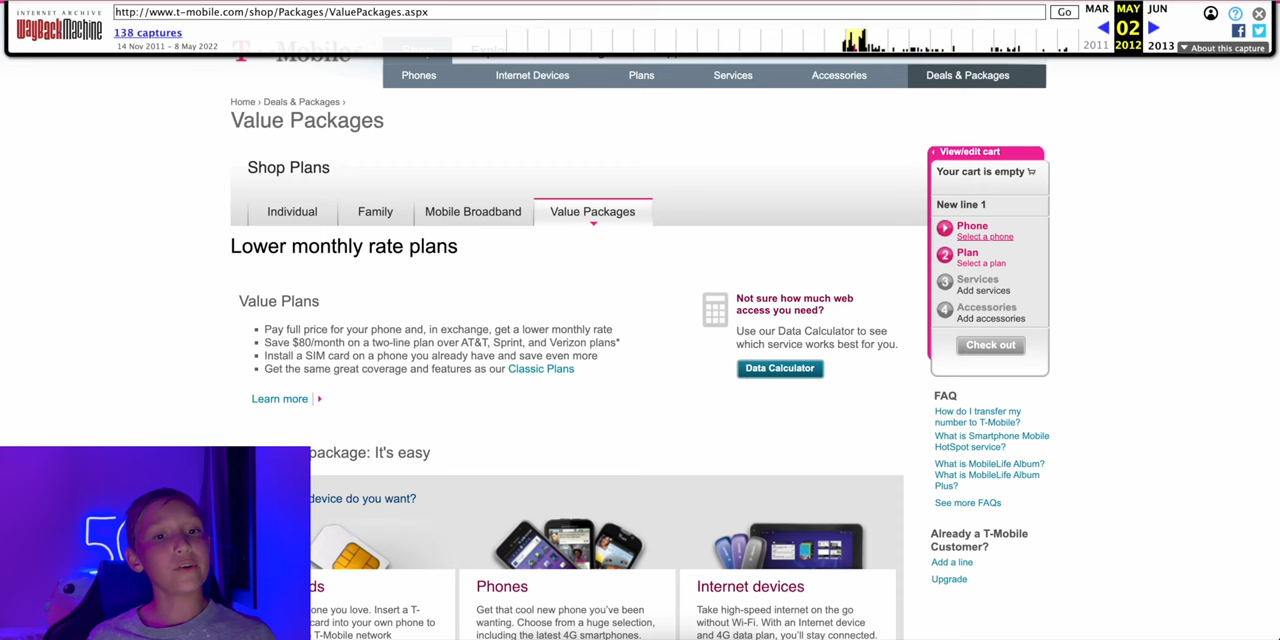 INTERNET ARCHIVE
WayBackMachine
http://www.t-mobile.com/shop/Packages/ValuePackages.aspx
Go
138 captures
14 Nov 2011 – 8 May 2022
MAR MAY JUN
02
2011 2012 2013
About this capture
T Mobile
Phones
Internet Devices
Plans
Services
Accessories
Deals & Packages
Home › Deals & Packages ›
Value Packages
Shop Plans
Individual
Family
Mobile Broadband
Value Packages
Lower monthly rate plans
Value Plans
Pay full price for your phone and, in exchange, get a lower monthly rate
Save $80/month on a two-line plan over AT&T, Sprint, and Verizon plans*
Install a SIM card on a phone you already have and save even more
Get the same great coverage and features as our Classic Plans
Learn more
Not sure how much web
access you need?
Use our Data Calculator to see
which service works best for you.
Data Calculator
View/edit cart
Your cart is empty
New line 1
Phone
Select a phone
2 Plan
Select a plan
3 Services
Add services
4 Accessories
Add accessories
Check out
FAQ
How do I transfer my
number to T-Mobile?
What is Smartphone Mobile
HotSpot service?
What is MobileLife Album?
What is MobileLife Album
Plus?
See more FAQs
Already a T-Mobile
Customer?
Add a line
Upgrade
package: It's easy
device do you want?
ds
one you love. Insert a T-
card into your own phone to
T-Mobile network
Phones
Get that cool new phone you've been
wanting. Choose from a huge selection,
including the latest 4G smartphones.
Internet devices
Take high-speed internet on the go
without Wi-Fi. With an Internet device
and 4G data plan, you'll stay connected.